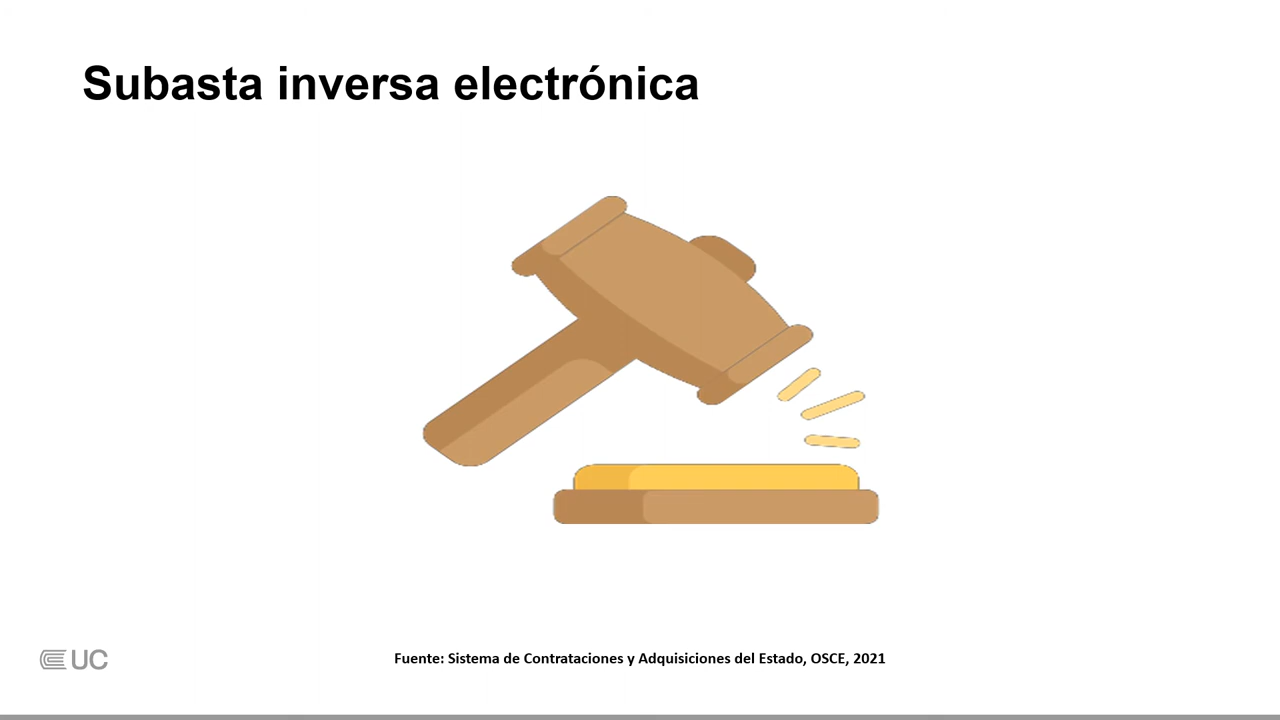 Subasta inversa electrónica
UC
Fuente: Sistema de Contrataciones y Adquisiciones del Estado, OSCE, 2021